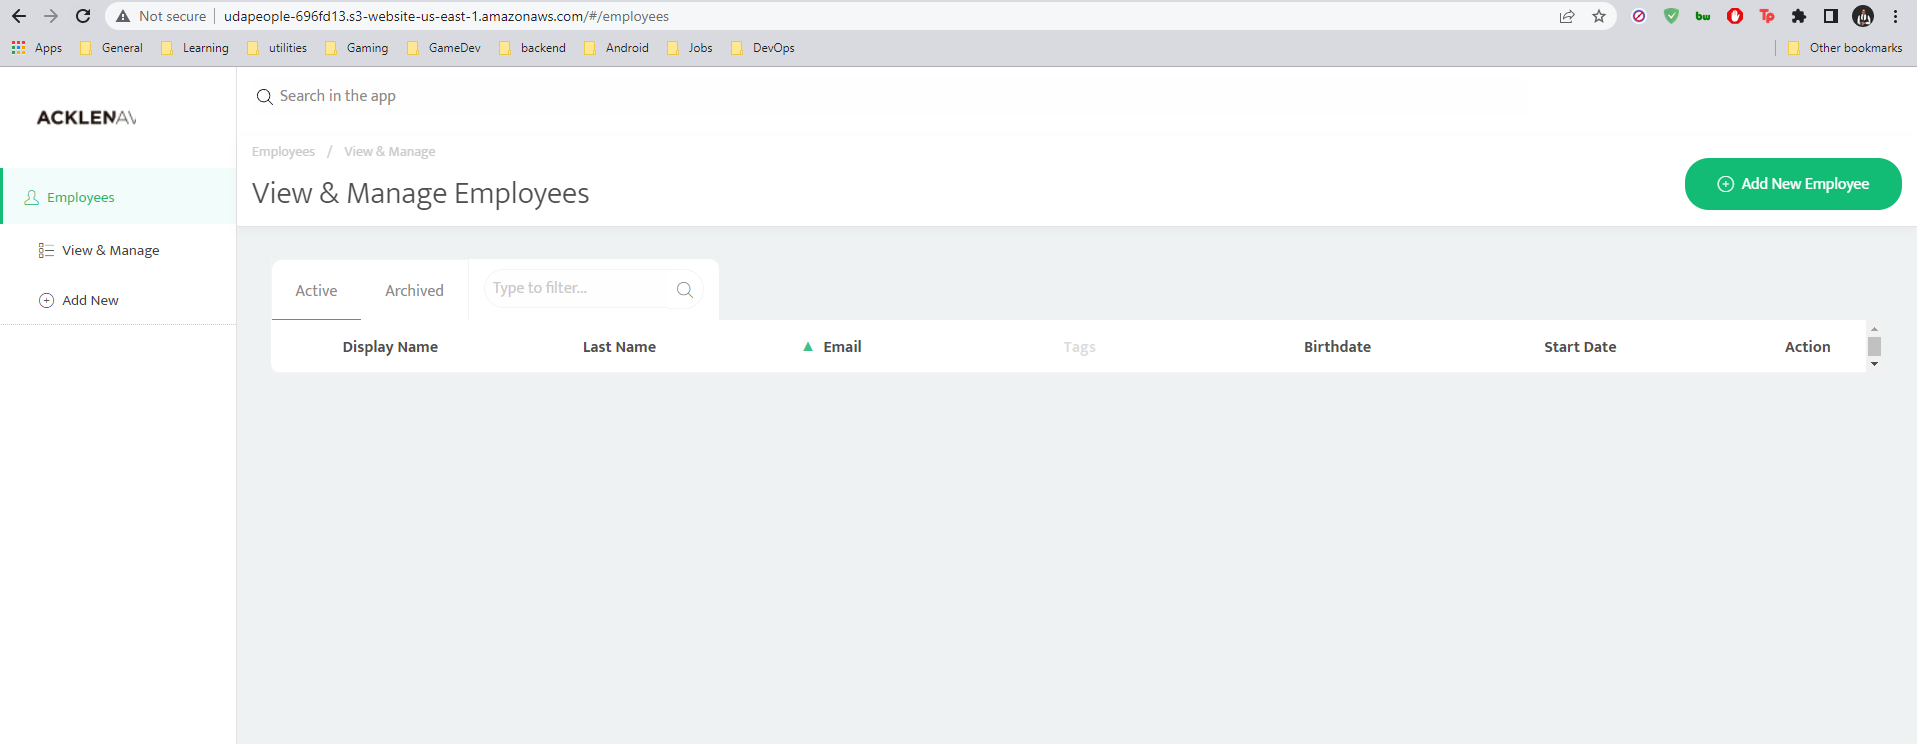 Not secure udapeople-696fd13.s3-website-us-east-1.amazonaws.com/#/employees bw Tp
Apps General Learning utilities Gaming GameDev backend Android Jobs DevOps Other bookmarks
Search in the app
ACKLENAV
Employees / View & Manage
View & Manage Employees
Add New Employee
Employees
View & Manage
Add New
Active Archived Type to filter...
Display Name Last Name Email Tags Birthdate Start Date Action